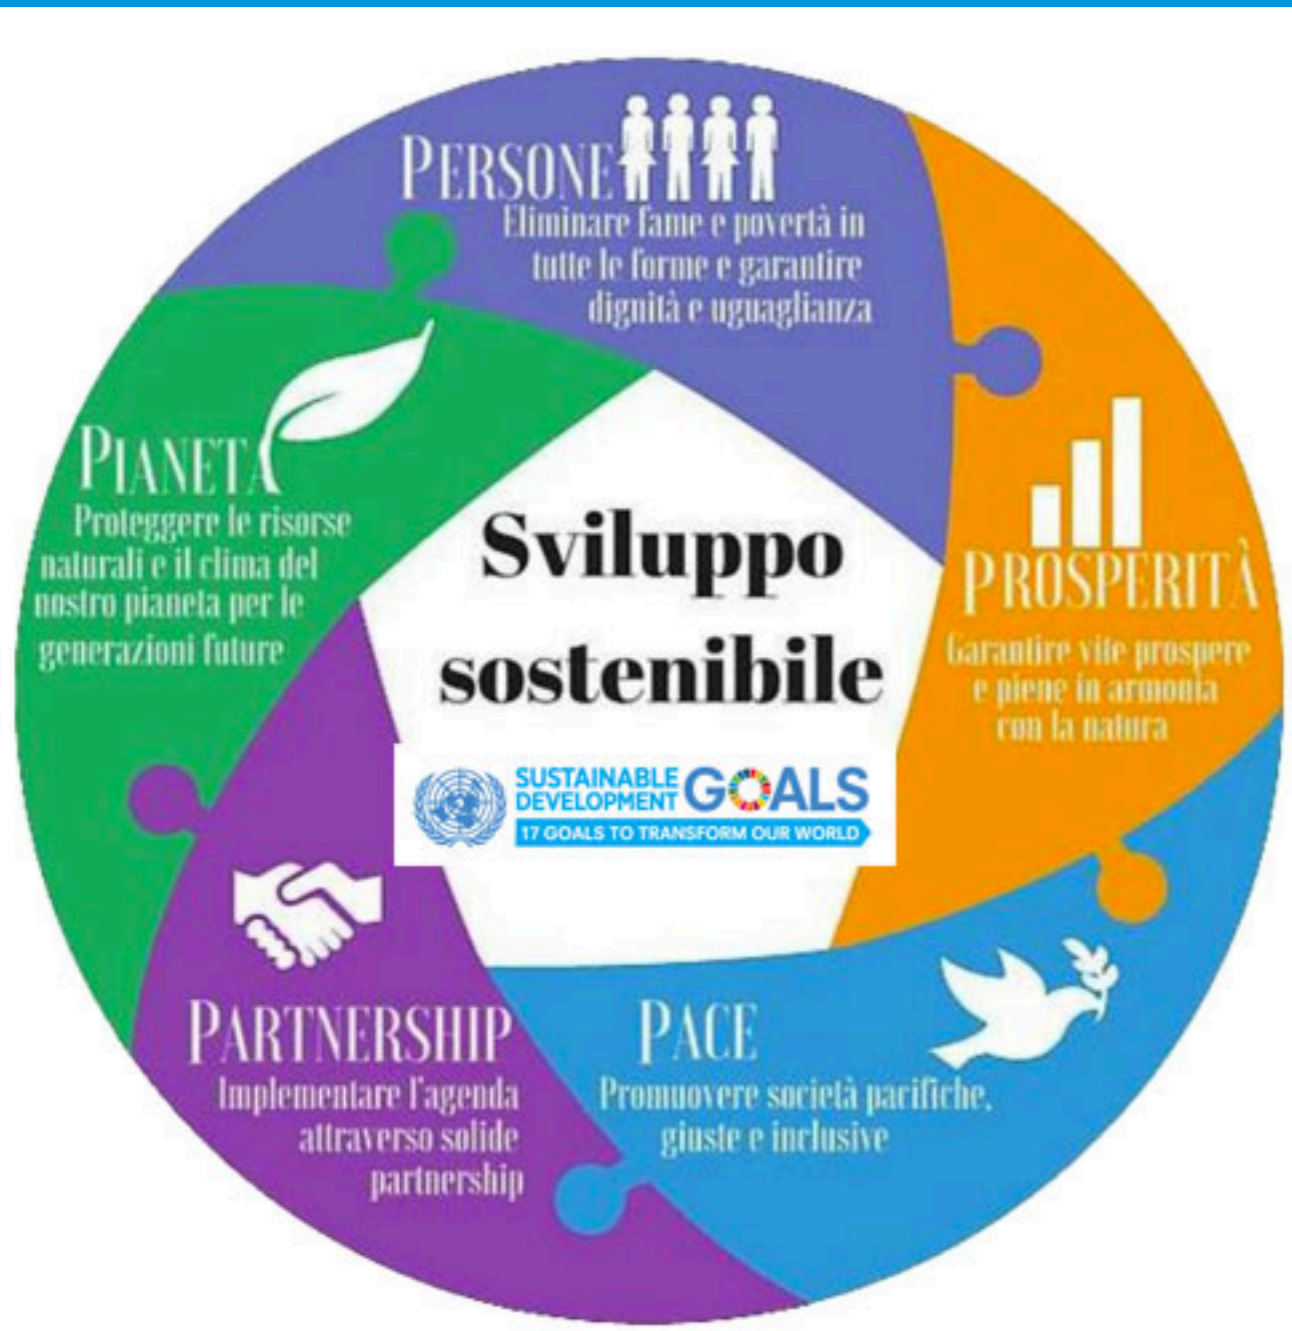 PERSONE
Eliminare fame e povertà in
tutte le forme e garantire
dignità e uguaglianza
PROSPERITÀ
Garantire vite prospere
e piene in armonia
con la natura
PACE
Promuovere società pacifiche,
giuste e inclusive
PARTNERSHIP
Implementare l'agenda
attraverso solide
partnership
PIANETA
Proteggere le risorse
naturali e il clima del
nostro pianeta per le
generazioni future
Sviluppo
sostenibile
SUSTAINABLE
DEVELOPMENT
GOALS
17 GOALS TO TRANSFORM OUR WORLD